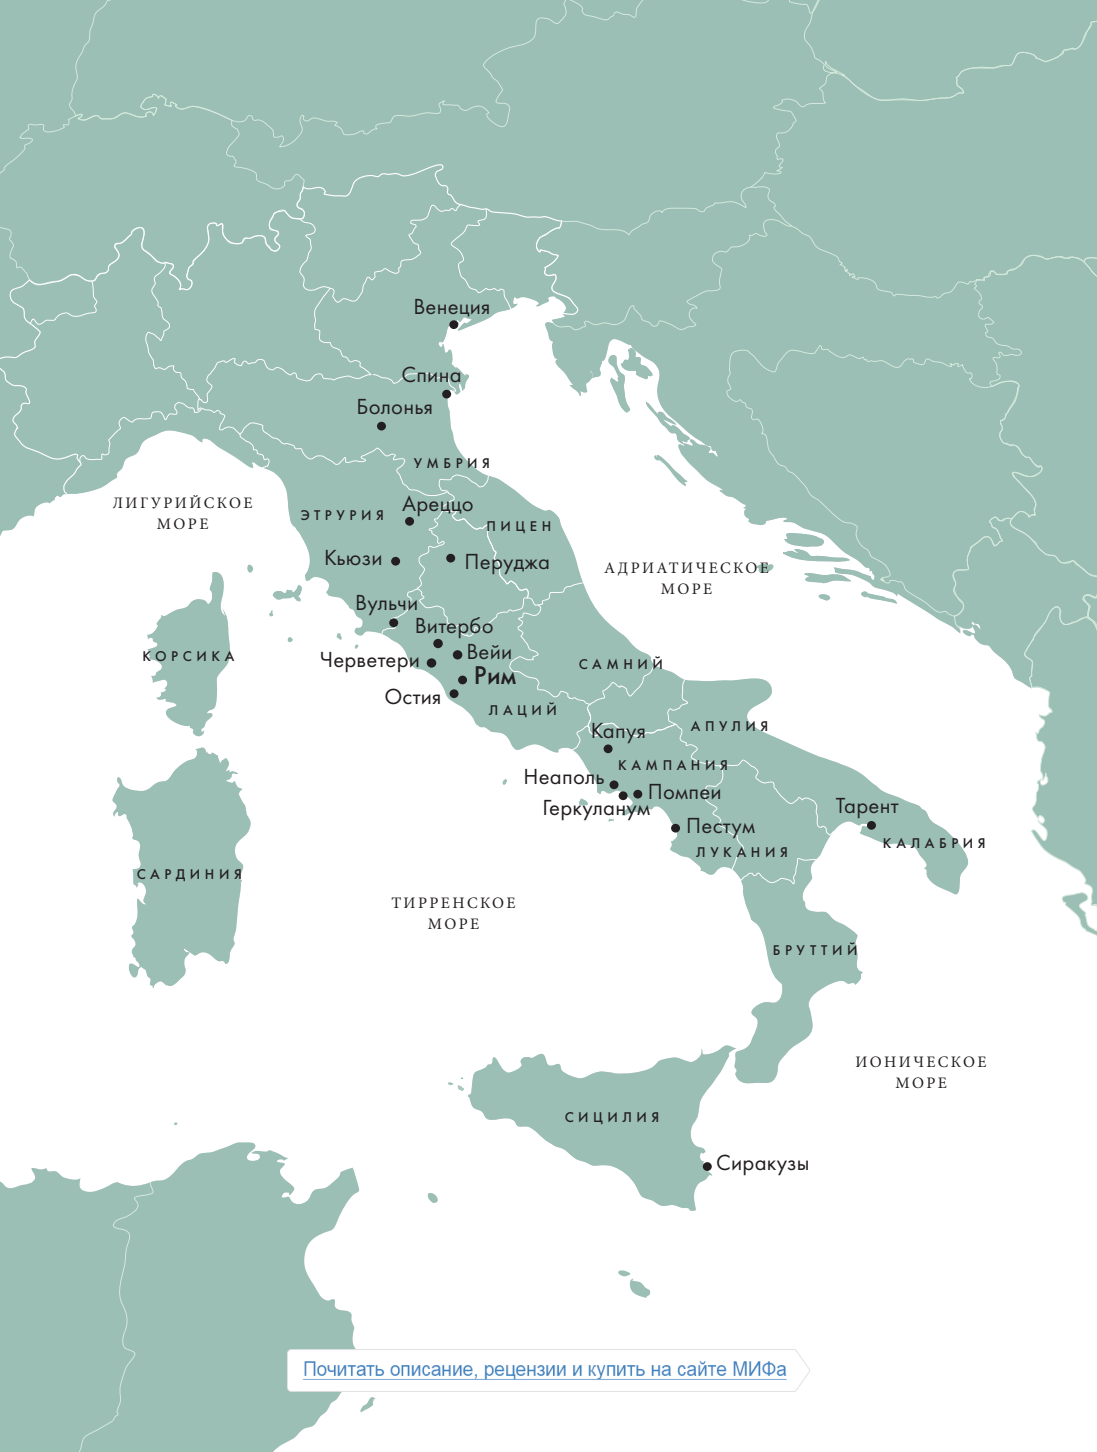 Венеция
Спина
Болонья
УМБРИЯ
ЛИГУРИЙСКОЕ
МОРЕ
ЭТРУРИЯ
Ареццо
ПИЦЕН
Кьюзи
Перуджа
АДРИАТИЧЕСКОЕ
МОРЕ
Вульчи
Витербо
КОРСИКА
Черветери
Вейи
САМНИЙ
Рим
Остия
ЛАЦИЙ
АПУЛИЯ
Капуя
КАМПАНИЯ
Неаполь
Помпеи
Геркуланум
Тарент
Пестум
КАЛАБРИЯ
ЛУКАНИЯ
САРДИНИЯ
ТИРРЕНСКОЕ
МОРЕ
БРУТТИЙ
ИОНИЧЕСКОЕ
МОРЕ
СИЦИЛИЯ
Сиракузы
Почитать описание, рецензии и купить на сайте МИФа